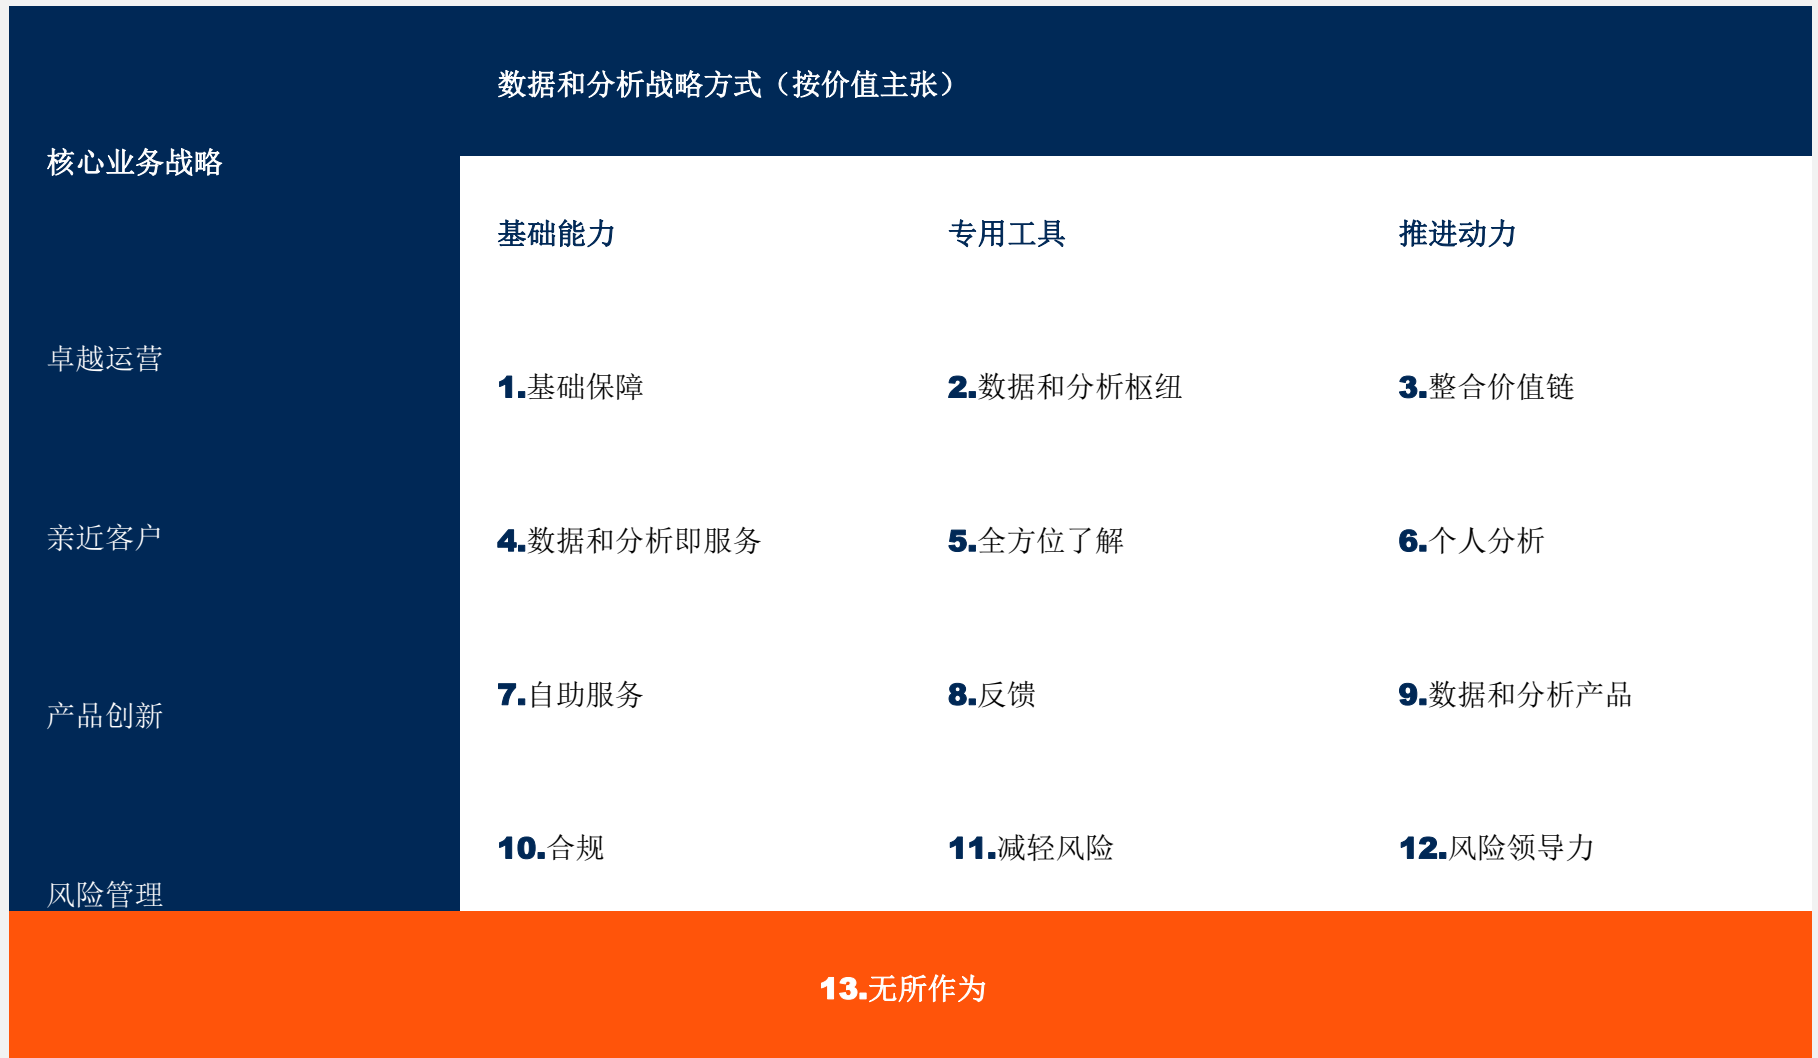 数据和分析战略方式（按价值主张）
核心业务战略
基础能力
专用工具
推进动力
卓越运营
1.基础保障
2.数据和分析枢纽
3.整合价值链
亲近客户
4.数据和分析即服务
5.全方位了解
6.个人分析
产品创新
7.自助服务
8.反馈
9.数据和分析产品
风险管理
10.合规
11.减轻风险
12.风险领导力
13.无所作为